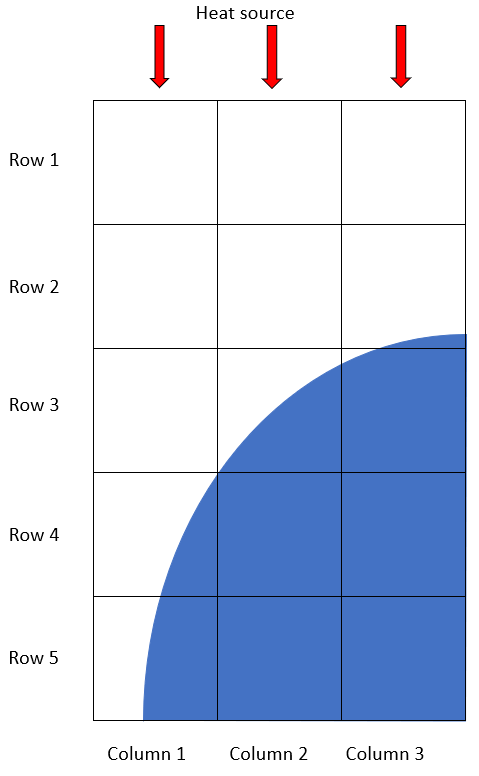 Heat source
Row 1
Row 2
Row 3
Row 4
Row 5
Column 1 Column 2 Column 3